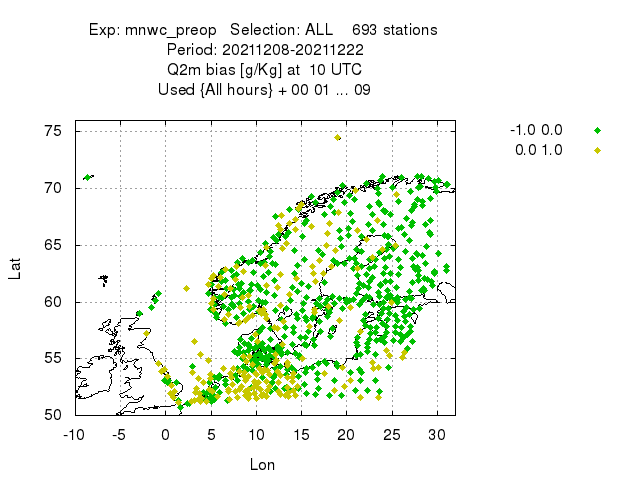 Exp: mnwc_preop   Selection: ALL    693 stations
Period: 20211208-20211222
Q2m bias [g/Kg] at  10 UTC
Used {All hours} + 00 01 ... 09
-1.0 0.0
0.0 1.0
75
70
65
60
55
50
Lat
-10 -5 0 5 10 15 20 25 30
Lon